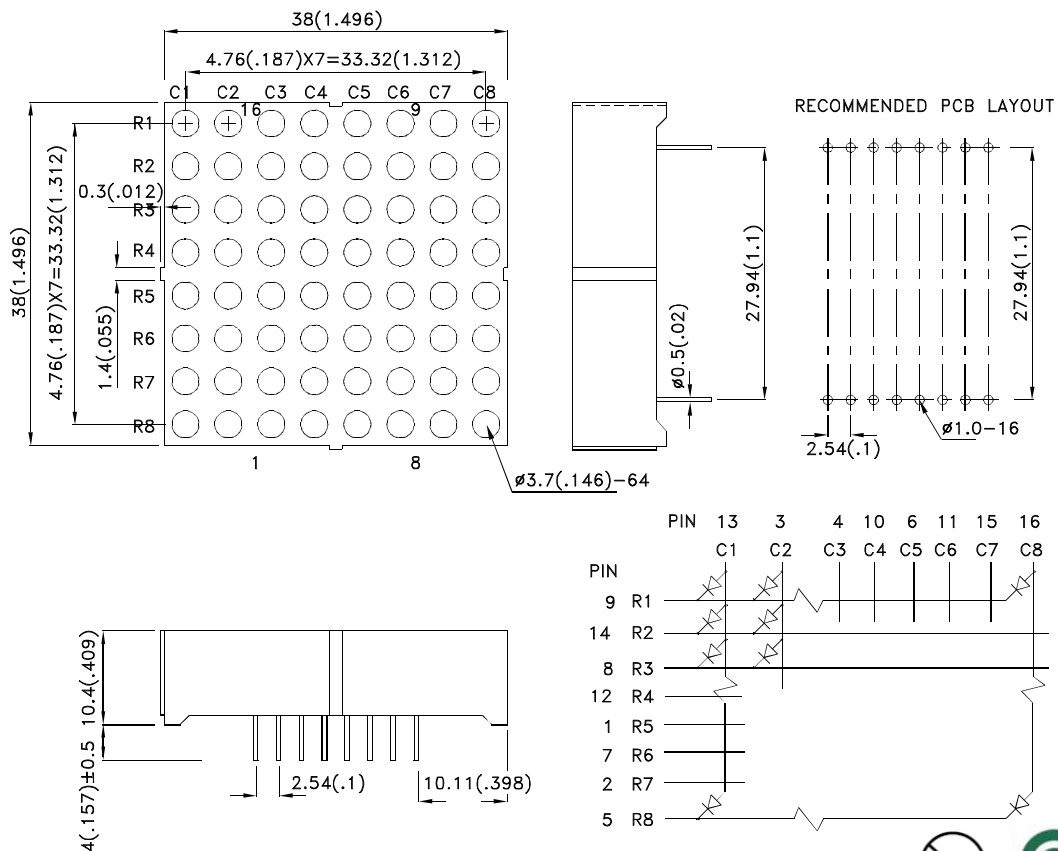 38(1.496)
4.76(.187)X7=33.32(1.312)
C1 C2 C3 C4 C5 C6 C7 C8
16 9
R1
R2
R3
R4
R5
R6
R7
R8
38(1.496)
4.76(.187)X7=33.32(1.312)
0.3(.012)
1.4(.055)
1 8
ø3.7(.146)-64
27.94(1.1)
ø0.5(.02)
RECOMMENDED PCB LAYOUT
27.94(1.1)
ø1.0-16
2.54(.1)
10.4(.409)
4(.157)±0.5
2.54(.1)
10.11(.398)
PIN 13 3 4 10 6 11 15 16
C1 C2 C3 C4 C5 C6 C7 C8
PIN
9 R1
14 R2
8 R3
12 R4
1 R5
7 R6
2 R7
5 R8